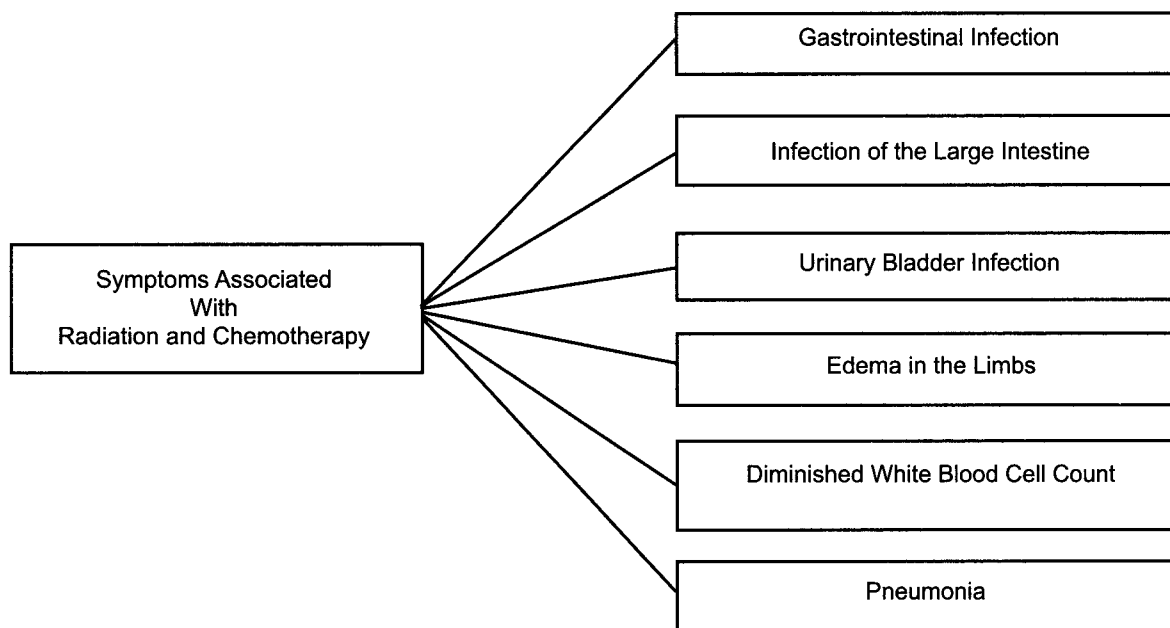 Gastrointestinal Infection
Infection of the Large Intestine
Urinary Bladder Infection
Symptoms Associated
With
Radiation and Chemotherapy
Edema in the Limbs
Diminished White Blood Cell Count
Pneumonia